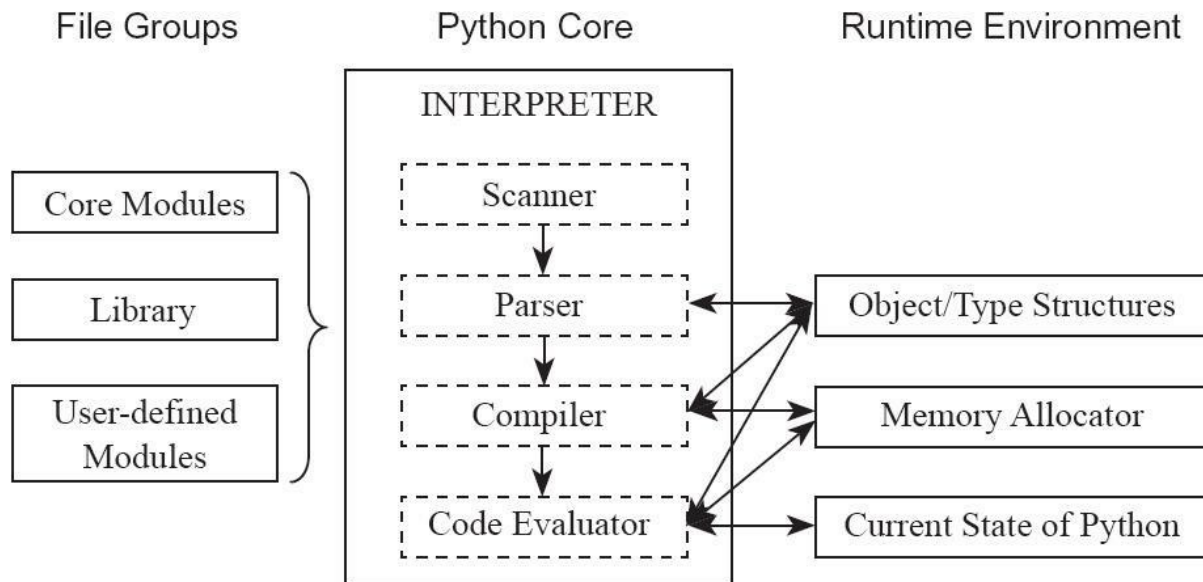 File Groups
Python Core
Runtime Environment
INTERPRETER
Core Modules
Library
User-defined
Modules
Scanner
Parser
Compiler
Code Evaluator
Object/Type Structures
Memory Allocator
Current State of Python